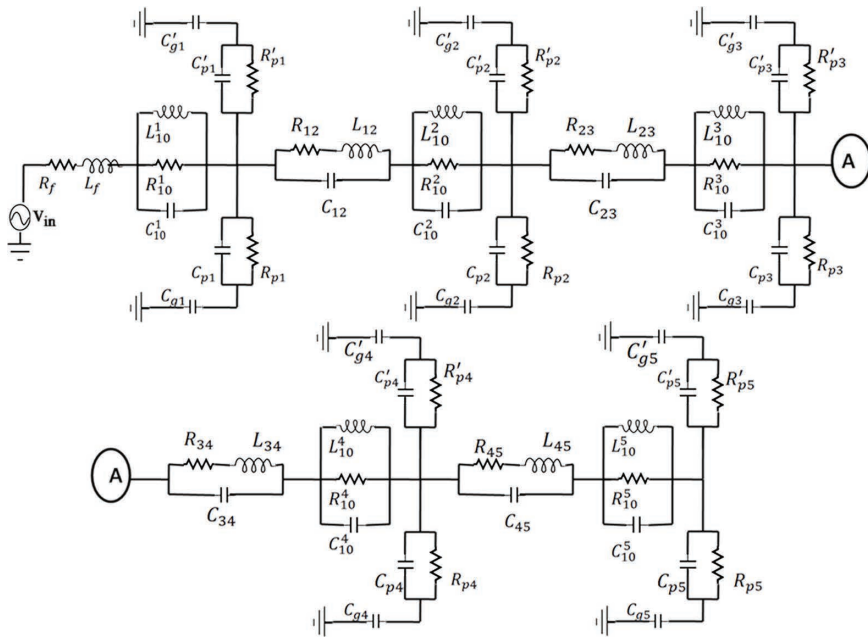 C′g1 C′g2 C′g3
C′p1 R′p1 C′p2 R′p2 C′p3 R′p3
L¹10 R12 L12 L²10 R23 L23 L³10
Rf Lf R¹10 R²10 R³10 A
Vin C¹10 C12 C²10 C23 C³10
Cp1 Rp1 Cp2 Rp2 Cp3 Rp3
Cg1 Cg2 Cg3
C′g4 C′g5
C′p4 R′p4 C′p5 R′p5
R34 L34 L⁴10 R45 L45 L⁵10
A R⁴10 R⁵10
C34 C⁴10 C45 C⁵10
Cp4 Rp4 Cp5 Rp5
Cg4 Cg5